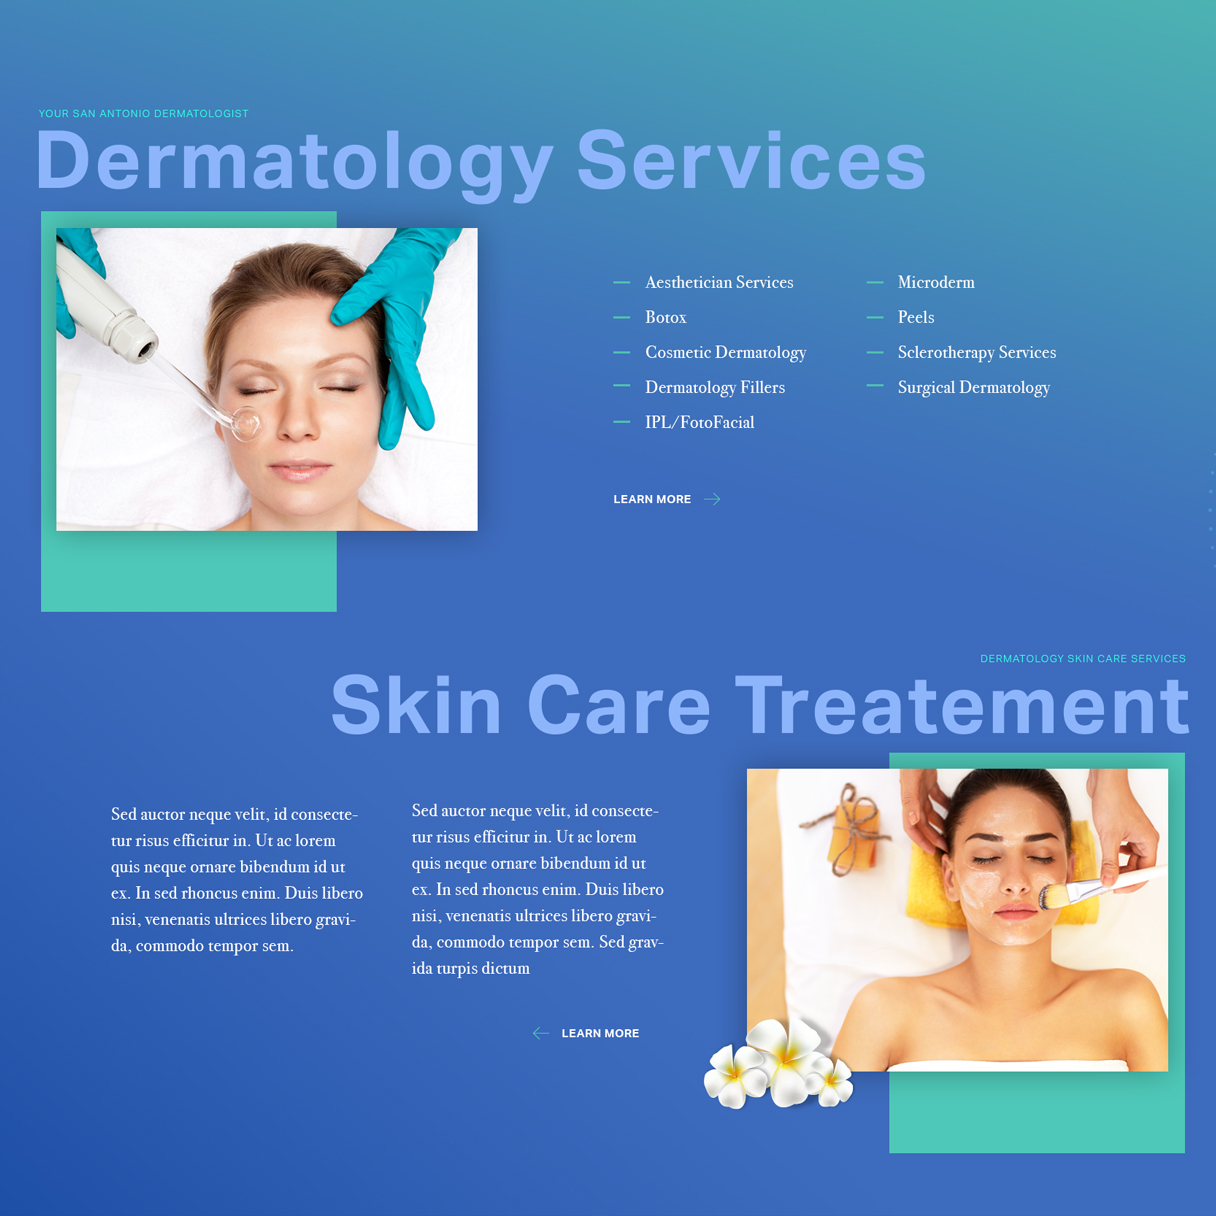 YOUR SAN ANTONIO DERMATOLOGIST
Dermatology Services
Aesthetician Services
Botox
Cosmetic Dermatology
Dermatology Fillers
IPL/FotoFacial
Microderm
Peels
Sclerotherapy Services
Surgical Dermatology
LEARN MORE
DERMATOLOGY SKIN CARE SERVICES
Skin Care Treatement
Sed auctor neque velit, id consecte-
tur risus efficitur in. Ut ac lorem
quis neque ornare bibendum id ut
ex. In sed rhoncus enim. Duis libero
nisi, venenatis ultrices libero gravi-
da, commodo tempor sem.
Sed auctor neque velit, id consecte-
tur risus efficitur in. Ut ac lorem
quis neque ornare bibendum id ut
ex. In sed rhoncus enim. Duis libero
nisi, venenatis ultrices libero gravi-
da, commodo tempor sem. Sed grav-
ida turpis dictum
LEARN MORE